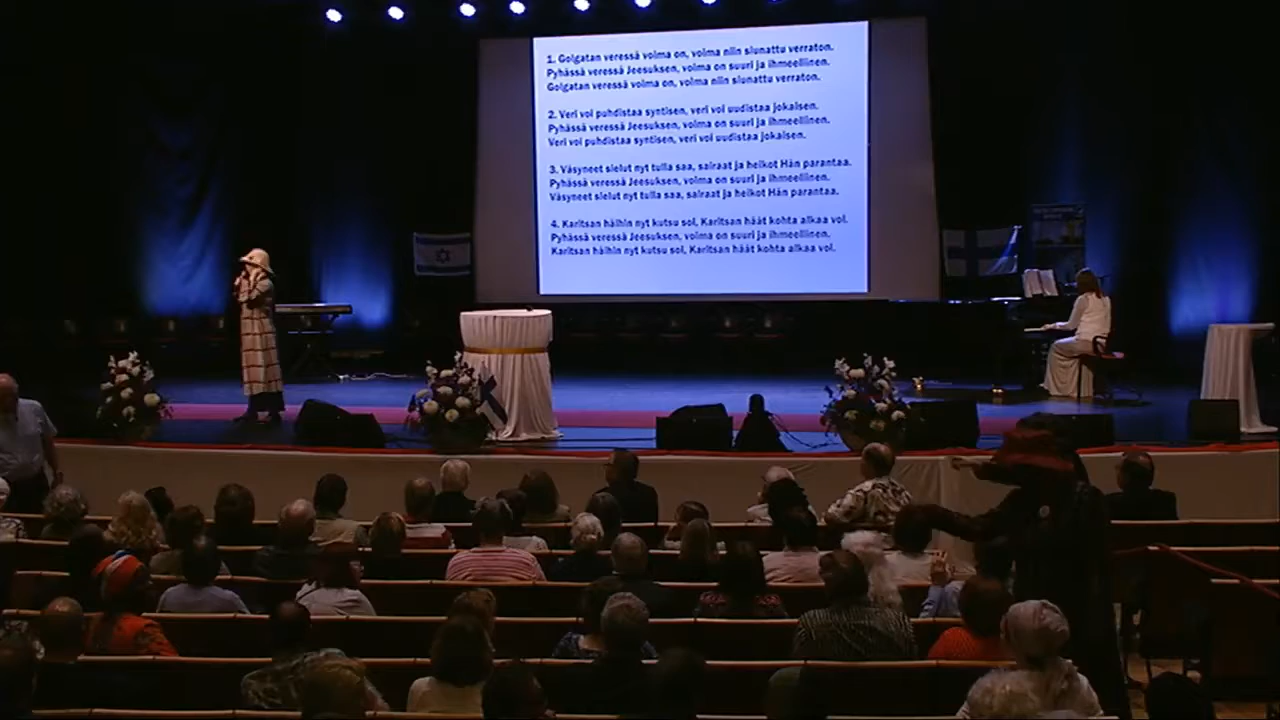 1. Golgatan veressä voima on, voima niin siunattu verraton.
Pyhässä veressä Jeesuksen, voima on suuri ja ihmeellinen.
Golgatan veressä voima on, voima niin siunattu verraton.
2. Veri voi puhdistaa syntisen, veri voi uudistaa jokaisen.
Pyhässä veressä Jeesuksen, voima on suuri ja ihmeellinen.
Veri voi puhdistaa syntisen, veri voi uudistaa jokaisen.
3. Väsyneet sielut nyt tulla saa, sairaat ja heikot Hän parantaa.
Pyhässä veressä Jeesuksen, voima on suuri ja ihmeellinen.
Väsyneet sielut nyt tulla saa, sairaat ja heikot Hän parantaa.
4. Karitsan häihin nyt kutsu soi, Karitsan häät kohta alkaa voi.
Pyhässä veressä Jeesuksen, voima on suuri ja ihmeellinen.
Karitsan häihin nyt kutsu soi, Karitsan häät kohta alkaa voi.